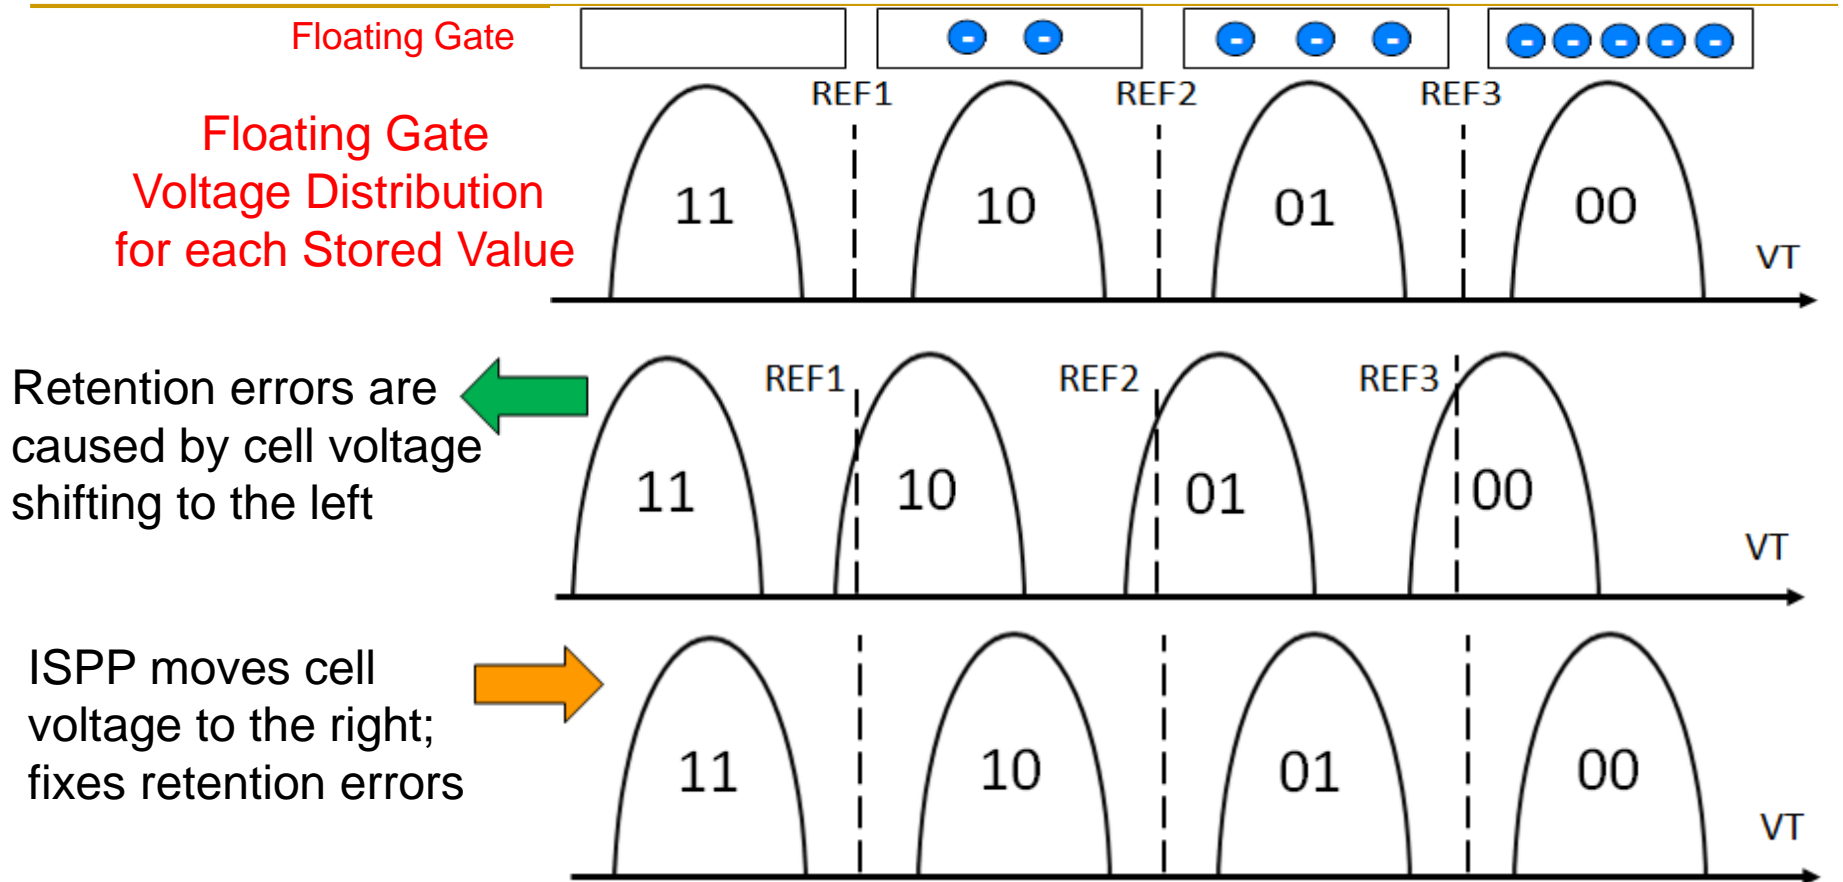 Floating Gate
- - - - - - - - - -
REF1 REF2 REF3
Floating Gate
Voltage Distribution
for each Stored Value
11 10 01 00
VT
Retention errors are
caused by cell voltage
shifting to the left
REF1 REF2 REF3
11 10 01 00
VT
ISPP moves cell
voltage to the right;
fixes retention errors
11 10 01 00
VT